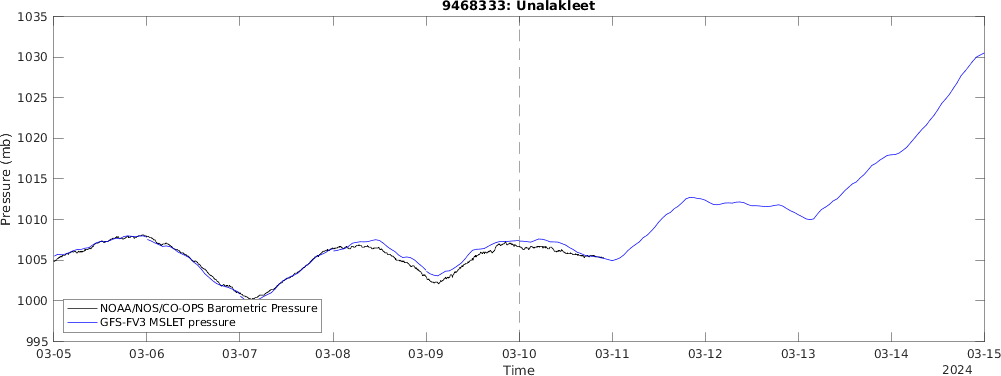 9468333: Unalakleet
1035
1030
1025
1020
1015
1010
1005
1000
995
Pressure (mb)
NOAA/NOS/CO-OPS Barometric Pressure
GFS-FV3 MSLET pressure
03-05 03-06 03-07 03-08 03-09 03-10 03-11 03-12 03-13 03-14 03-15
Time
2024